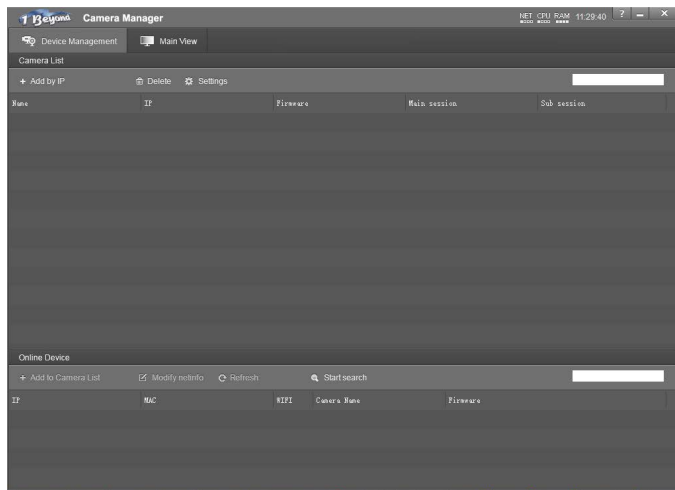 1 Beyond Camera Manager NET CPU RAM 11:29:40 ?
Device Management Main View
Camera List
+ Add by IP Delete Settings
Name IP Firmware Main session Sub session
Online Device
+ Add to Camera List Modify netinfo Refresh Start search
IP MAC WIFI Camera Name Firmware